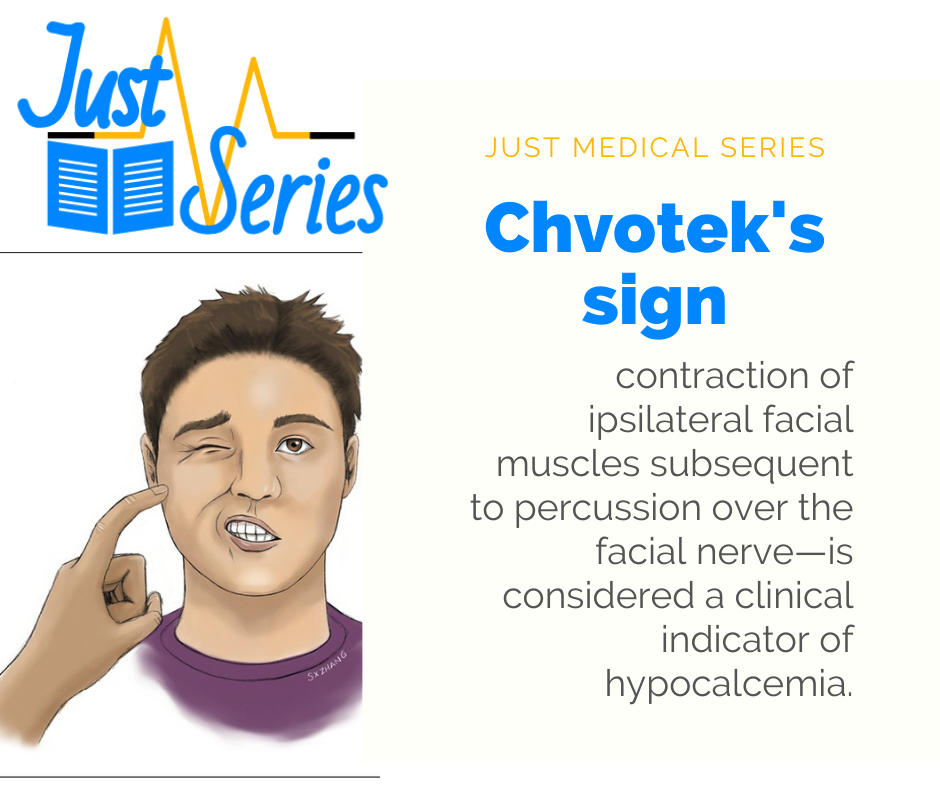 Just
Series
JUST MEDICAL SERIES
Chvotek's
sign
contraction of
ipsilateral facial
muscles subsequent
to percussion over the
facial nerve—is
considered a clinical
indicator of
hypocalcemia.
SXZHANG